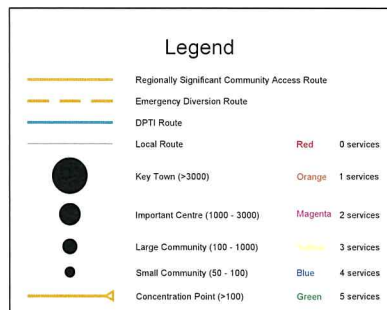 Legend
Regionally Significant Community Access Route
Emergency Diversion Route
DPTI Route
Local Route Red 0 services
Key Town (>3000) Orange 1 services
Important Centre (1000 - 3000) Magenta 2 services
Large Community (100 - 1000) Yellow 3 services
Small Community (50 - 100) Blue 4 services
Concentration Point (>100) Green 5 services